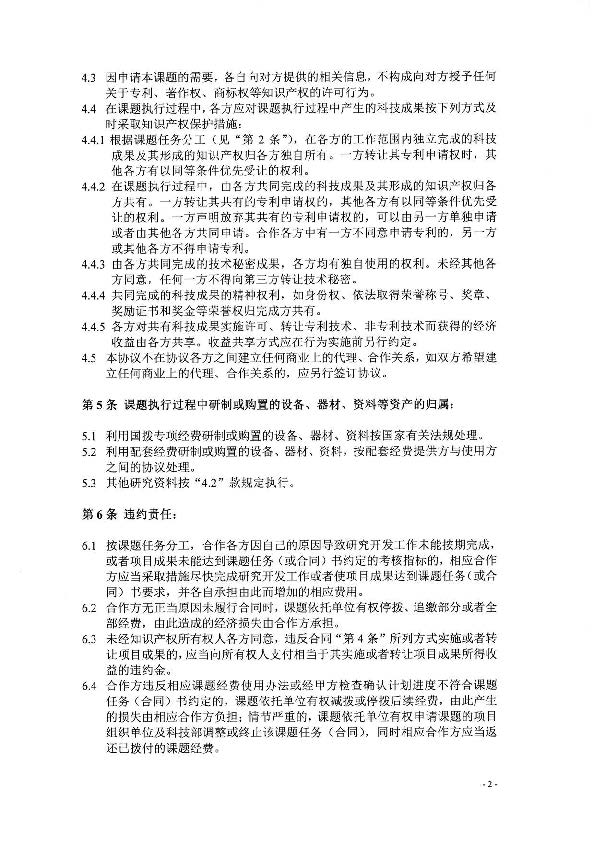 4.3 因申请本课题的需要，各自向对方提供的相关信息，不构成向对方授予任何
关于专利、著作权、商标权等知识产权的许可行为。
4.4 在课题执行过程中，各方应对课题执行过程中产生的科技成果按下列方式及
时采取知识产权保护措施：
4.4.1 根据课题任务分工（见“第 2 条”），在各方的工作范围内独立完成的科技
成果及其形成的知识产权归各方独自所有。一方转让其专利申请权时，其
他各方有以同等条件优先受让的权利。
4.4.2 在课题执行过程中，由各方共同完成的科技成果及其形成的知识产权归各
方共有。一方转让其共有的专利申请权的，其他各方有以同等条件优先受
让的权利。一方声明放弃其共有的专利申请权的，可以由另一方单独申请
或者由其他各方共同申请。合作各方中有一方不同意申请专利的，另一方
或其他各方不得申请专利。
4.4.3 由各方共同完成的技术秘密成果，各方均有独自使用的权利。未经其他各
方同意，任何一方不得向第三方转让技术秘密。
4.4.4 共同完成的科技成果的精神权利，如身份权、依法取得荣誉称号、奖章、
奖励证书和奖金等荣誉权归完成方共有。
4.4.5 各方对共有科技成果实施许可、转让专利技术、非专利技术而获得的经济
收益由各方共享。收益共享方式应在行为实施前另行约定。
4.5 本协议不在协议各方之间建立任何商业上的代理、合作关系，如双方希望建
立任何商业上的代理、合作关系的，应另行签订协议。
第 5 条 课题执行过程中研制或购置的设备、器材、资料等资产的归属：
5.1 利用国拨专项经费研制或购置的设备、器材、资料按国家有关法规处理。
5.2 利用配套经费研制或购置的设备、器材、资料，按配套经费提供方与使用方
之间的协议处理。
5.3 其他研究资料按“4.2”款规定执行。
第 6 条 违约责任：
6.1 按课题任务分工，合作各方因自己的原因导致研究开发工作未能按期完成，
或者项目成果未能达到课题任务（或合同）书约定的考核指标的，相应合作
方应当采取措施尽快完成研究开发工作或者使项目成果达到课题任务（或合
同）书要求，并各自承担由此而增加的相应费用。
6.2 合作方无正当原因未履行合同时，课题依托单位有权停拨、追缴部分或者全
部经费，由此造成的经济损失由合作方承担。
6.3 未经知识产权所有权人各方同意，违反合同“第 4 条”所列方式实施或者转
让项目成果的，应当向所有权人支付相当于其实施或者转让项目成果所得收
益的违约金。
6.4 合作方违反相应课题经费使用办法或经甲方检查确认计划进度不符合课题
任务（合同）书约定的，课题依托单位有权减拨或停拨后续经费，由此产生
的损失由相应合作方负担；情节严重的，课题依托单位有权申请课题的项目
组织单位及科技部调整或终止该课题任务（合同），同时相应合作方应当返
还已拨付的课题经费。
- 2 -